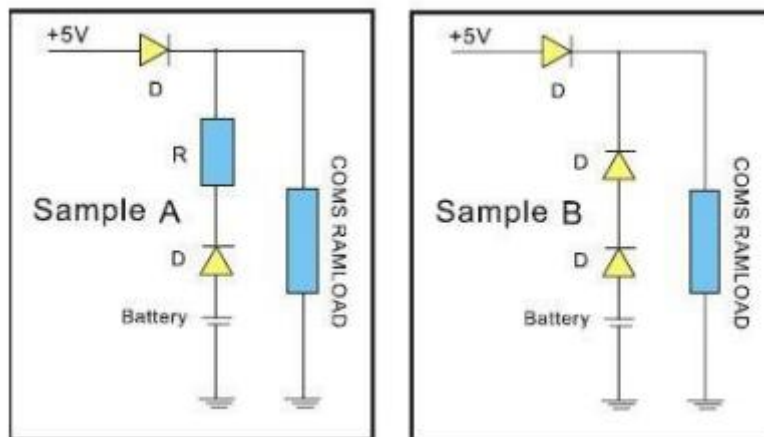 +5V
D
R
Sample A
D
Battery
COMS RAMLOAD
+5V
D
D
Sample B
D
Battery
COMS RAMLOAD